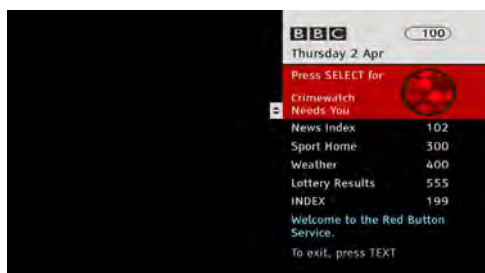 BBC 100
Thursday 2 Apr
Press SELECT for
Crimewatch
Needs You
News Index 102
Sport Home 300
Weather 400
Lottery Results 555
INDEX 199
Welcome to the Red Button
Service.
To exit, press TEXT